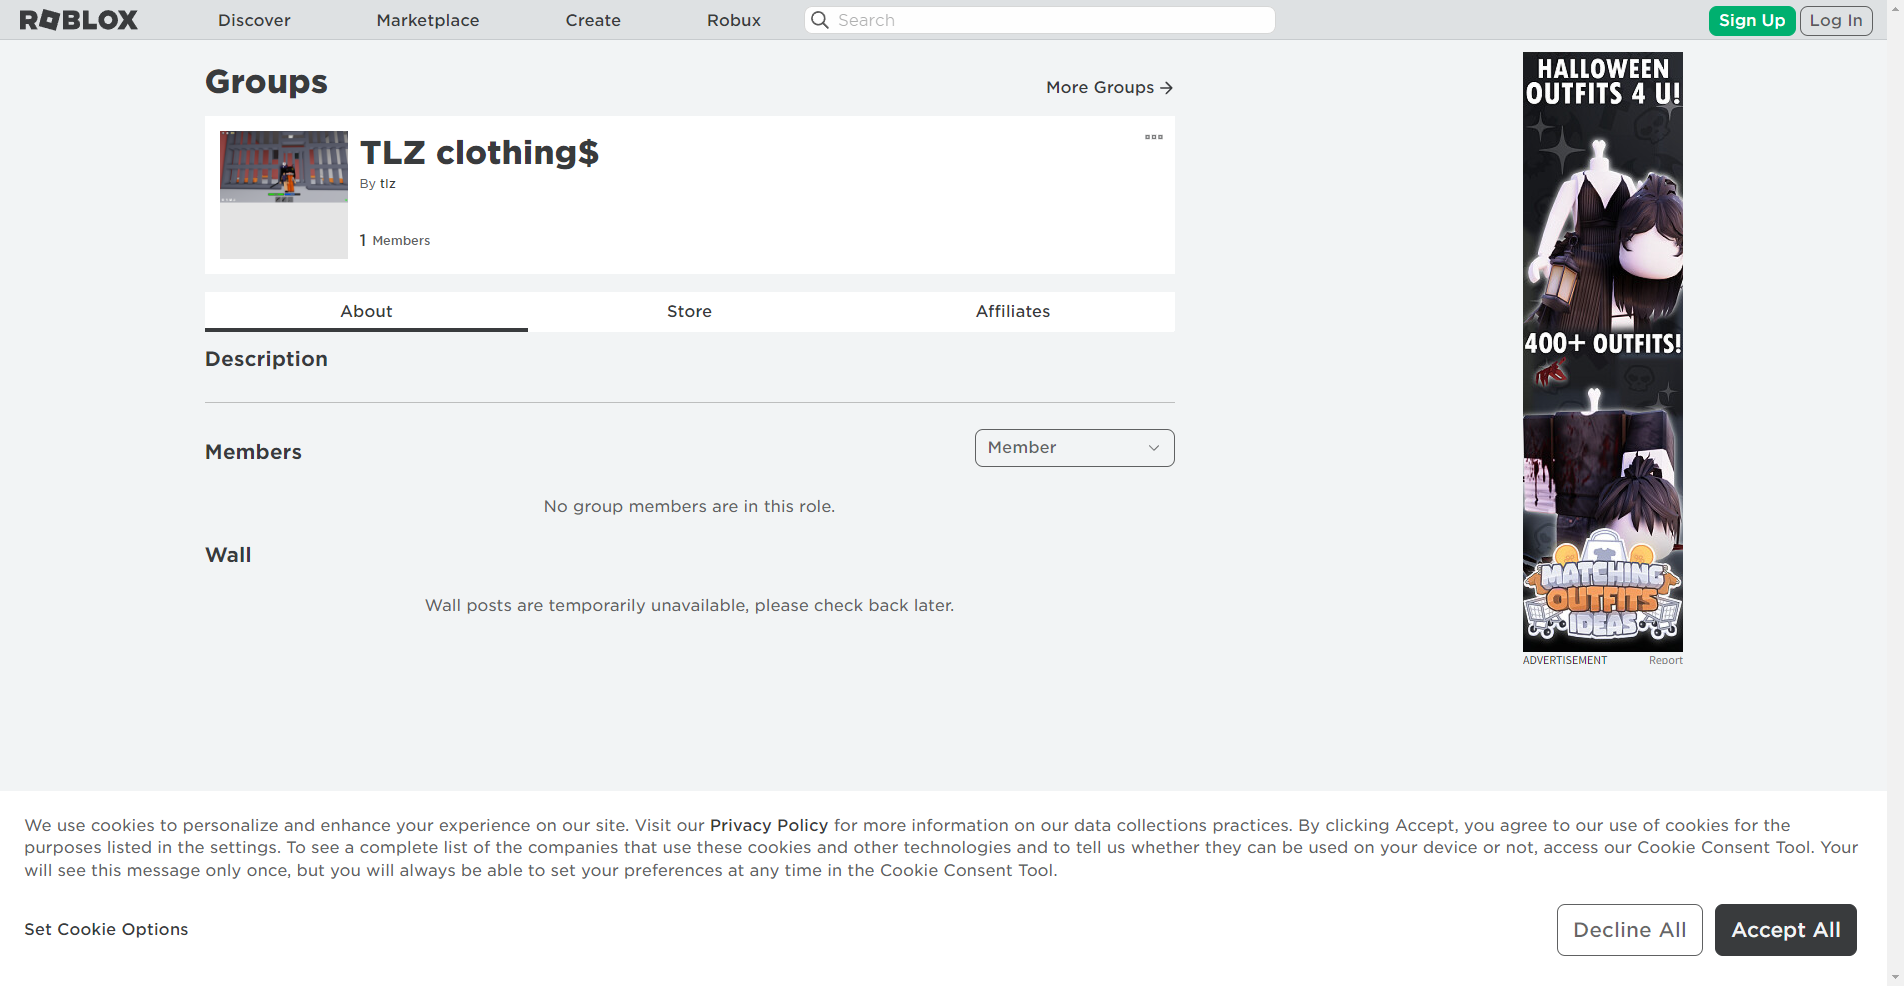 ROBLOX Discover Marketplace Create Robux Search Sign Up Log In
Groups
More Groups
TLZ clothing$
By tlz
1 Members
About Store Affiliates
Description
Members
Member
No group members are in this role.
Wall
Wall posts are temporarily unavailable, please check back later.
HALLOWEEN
OUTFITS 4 U!
400+ OUTFITS!
MATCHING
OUTFITS
IDEAS
ADVERTISEMENT Report
We use cookies to personalize and enhance your experience on our site. Visit our Privacy Policy for more information on our data collections practices. By clicking Accept, you agree to our use of cookies for the
purposes listed in the settings. To see a complete list of the companies that use these cookies and other technologies and to tell us whether they can be used on your device or not, access our Cookie Consent Tool. Your
will see this message only once, but you will always be able to set your preferences at any time in the Cookie Consent Tool.
Set Cookie Options
Decline All
Accept All